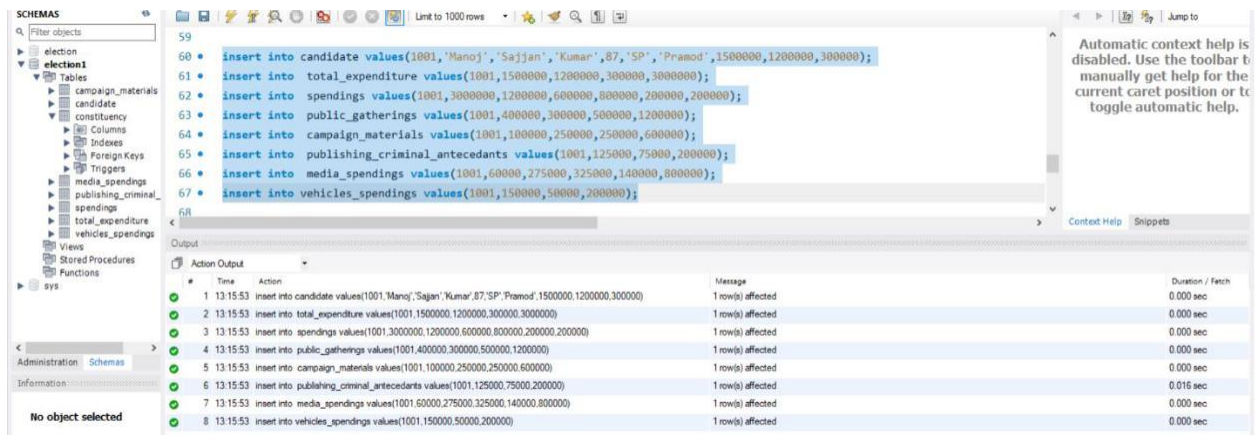 SCHEMAS
Filter objects
election
election1
Tables
campaign_materials
candidate
constituency
Columns
Indexes
Foreign Keys
Triggers
media_spendings
publishing_criminal_
spendings
total_expenditure
vehicles_spendings
Views
Stored Procedures
Functions
sys
Administration Schemas
Information
No object selected
Limit to 1000 rows
59
60 insert into candidate values(1001,'Manoj','Sajjan','Kumar',87,'SP','Pramod',1500000,1200000,300000);
61 insert into total_expenditure values(1001,1500000,1200000,300000,3000000);
62 insert into spendings values(1001,3000000,1200000,600000,800000,200000,200000);
63 insert into public_gatherings values(1001,400000,300000,500000,1200000);
64 insert into campaign_materials values(1001,100000,250000,250000,600000);
65 insert into publishing_criminal_antecedants values(1001,125000,75000,200000);
66 insert into media_spendings values(1001,60000,275000,325000,140000,800000);
67 insert into vehicles_spendings values(1001,150000,50000,200000);
68
Jump to
Automatic context help is
disabled. Use the toolbar to
manually get help for the
current caret position or to
toggle automatic help.
Context Help Snippets
Output
Action Output
# Time Action Message Duration / Fetch
1 13:15:53 insert into candidate values(1001,'Manoj','Sajjan','Kumar',87,'SP','Pramod',1500000,1200000,300000) 1 row(s) affected 0.000 sec
2 13:15:53 insert into total_expenditure values(1001,1500000,1200000,300000,3000000) 1 row(s) affected 0.000 sec
3 13:15:53 insert into spendings values(1001,3000000,1200000,600000,800000,200000,200000) 1 row(s) affected 0.000 sec
4 13:15:53 insert into public_gatherings values(1001,400000,300000,500000,1200000) 1 row(s) affected 0.000 sec
5 13:15:53 insert into campaign_materials values(1001,100000,250000,250000,600000) 1 row(s) affected 0.000 sec
6 13:15:53 insert into publishing_criminal_antecedants values(1001,125000,75000,200000) 1 row(s) affected 0.016 sec
7 13:15:53 insert into media_spendings values(1001,60000,275000,325000,140000,800000) 1 row(s) affected 0.000 sec
8 13:15:53 insert into vehicles_spendings values(1001,150000,50000,200000) 1 row(s) affected 0.000 sec